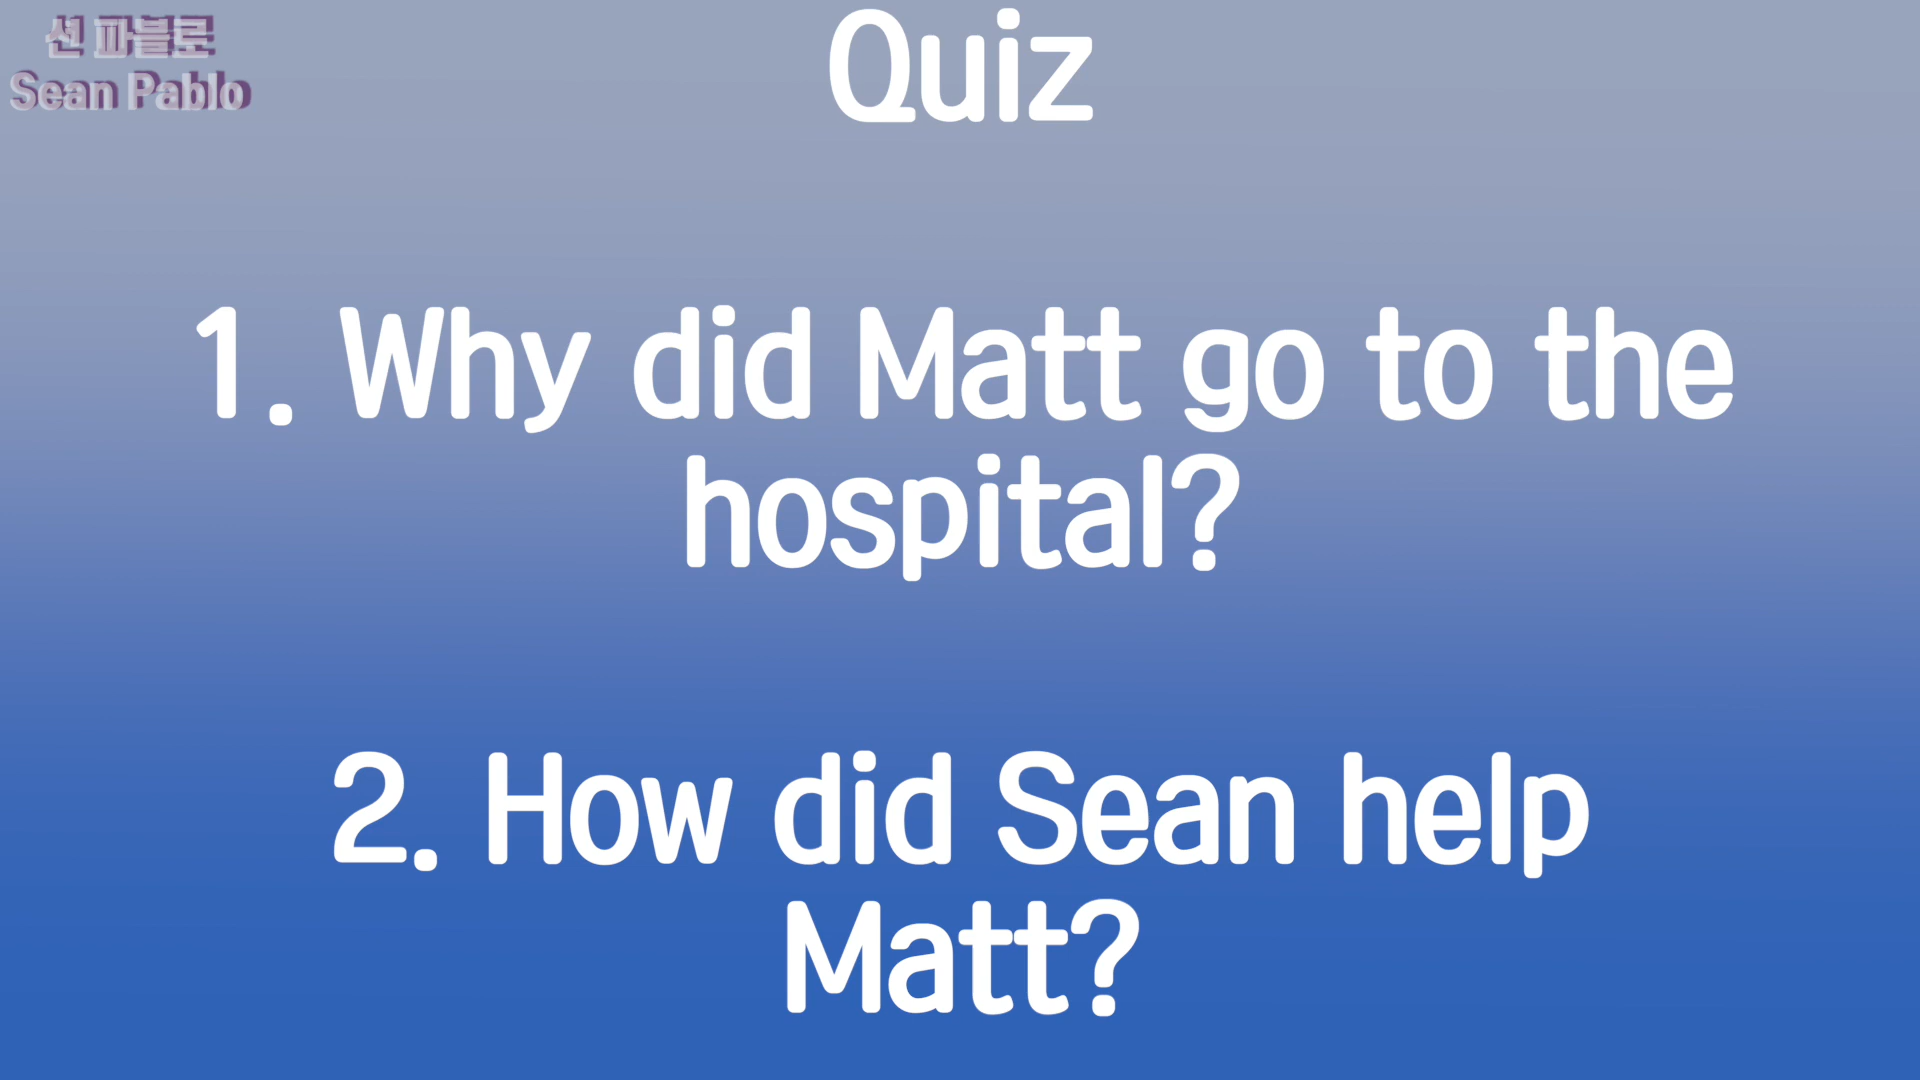 션 파블로
Sean Pablo
Quiz
1. Why did Matt go to the
hospital?
2. How did Sean help
Matt?